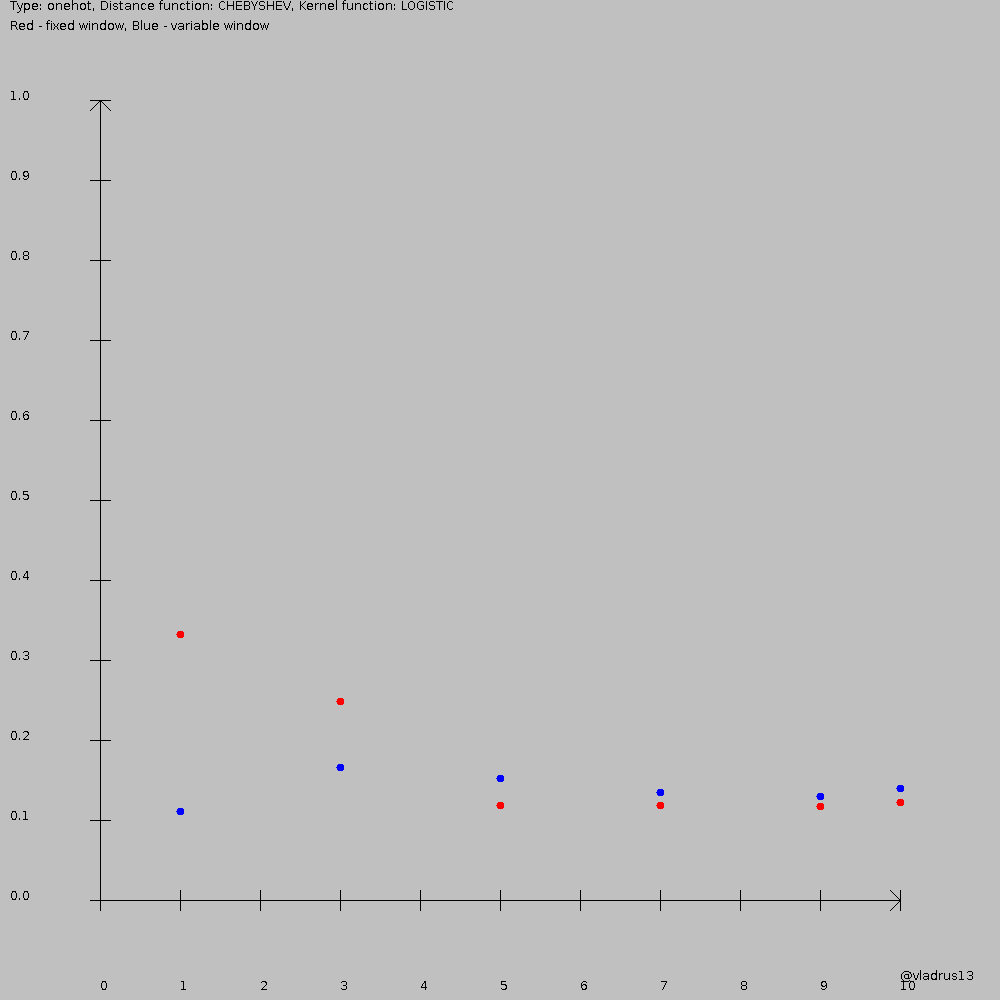 Type: onehot, Distance function: CHEBYSHEV, Kernel function: LOGISTIC
Red - fixed window, Blue - variable window
1.0
0.9
0.8
0.7
0.6
0.5
0.4
0.3
0.2
0.1
0.0
@vladrus13
0 1 2 3 4 5 6 7 8 9 10